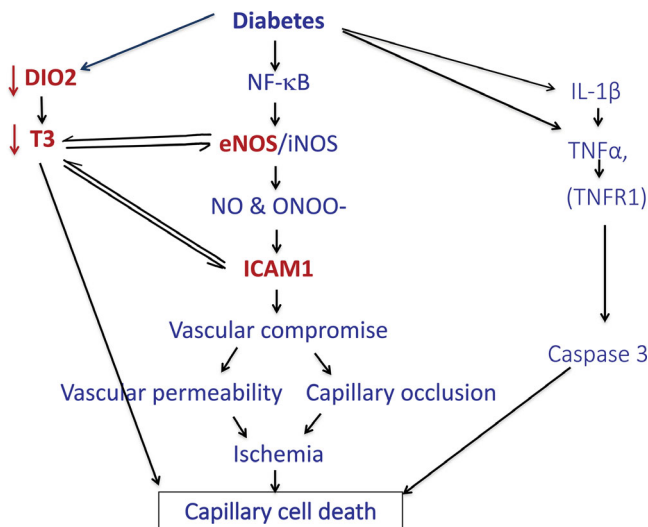 Diabetes
↓ DIO2
NF-κB
IL-1β
↓ T3
eNOS/iNOS
TNFα,
NO & ONOO-
(TNFR1)
ICAM1
Vascular compromise
Caspase 3
Vascular permeability
Capillary occlusion
Ischemia
Capillary cell death